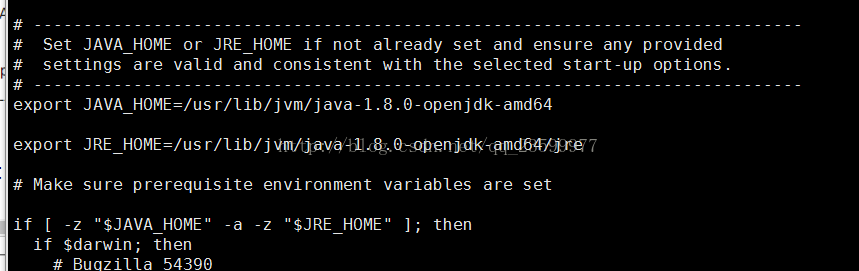 # -----------------------------------------------------------------------------
#  Set JAVA_HOME or JRE_HOME if not already set and ensure any provided
#  settings are valid and consistent with the selected start-up options.
# -----------------------------------------------------------------------------
export JAVA_HOME=/usr/lib/jvm/java-1.8.0-openjdk-amd64
export JRE_HOME=/usr/lib/jvm/java-1.8.0-openjdk-amd64/jre
# Make sure prerequisite environment variables are set
if [ -z "$JAVA_HOME" -a -z "$JRE_HOME" ]; then
  if $darwin; then
    # Bugzilla 54390